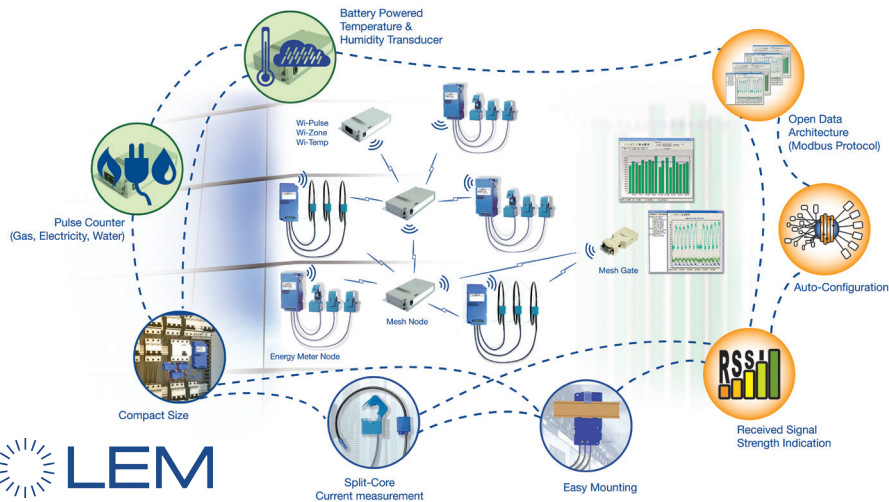 Battery Powered
Temperature &
Humidity Transducer
Wi-Pulse
Wi-Zone
Wi-Temp
Open Data
Architecture
(Modbus Protocol)
Pulse Counter
(Gas, Electricity, Water)
Mesh Gate
Auto-Configuration
Mesh Node
Energy Meter Node
RSSI
Compact Size
Received Signal
Strength Indication
Split-Core
Current measurement
Easy Mounting
LEM